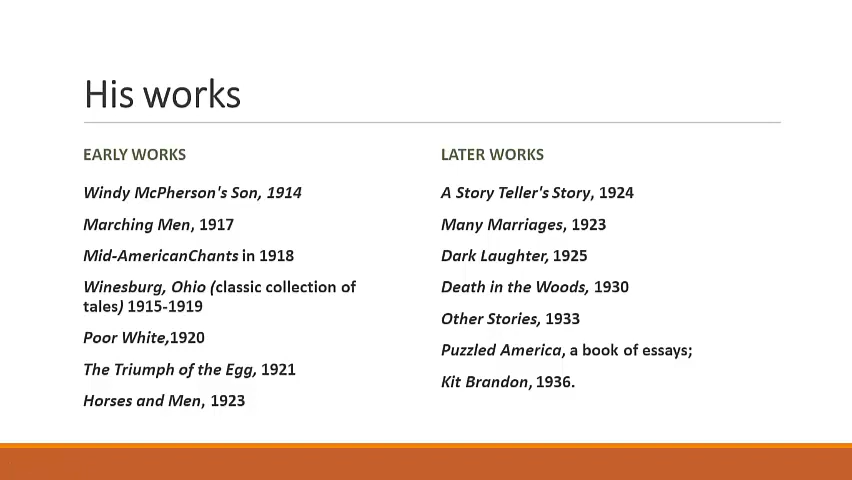 His works
EARLY WORKS
Windy McPherson's Son, 1914
Marching Men, 1917
Mid-AmericanChants in 1918
Winesburg, Ohio (classic collection of
tales) 1915-1919
Poor White,1920
The Triumph of the Egg, 1921
Horses and Men, 1923
LATER WORKS
A Story Teller's Story, 1924
Many Marriages, 1923
Dark Laughter, 1925
Death in the Woods, 1930
Other Stories, 1933
Puzzled America, a book of essays;
Kit Brandon, 1936.